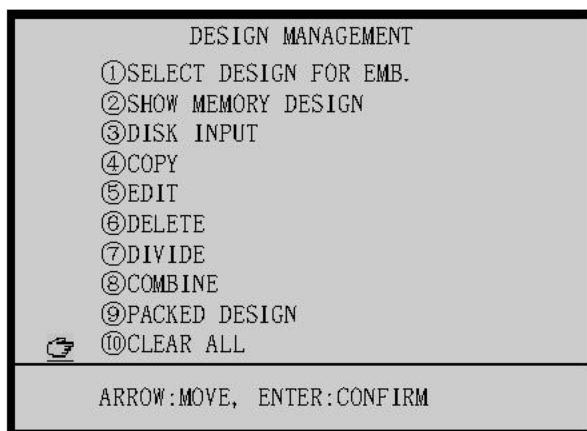 DESIGN MANAGEMENT
①SELECT DESIGN FOR EMB.
②SHOW MEMORY DESIGN
③DISK INPUT
④COPY
⑤EDIT
⑥DELETE
⑦DIVIDE
⑧COMBINE
⑨PACKED DESIGN
⑩CLEAR ALL
ARROW:MOVE, ENTER:CONFIRM